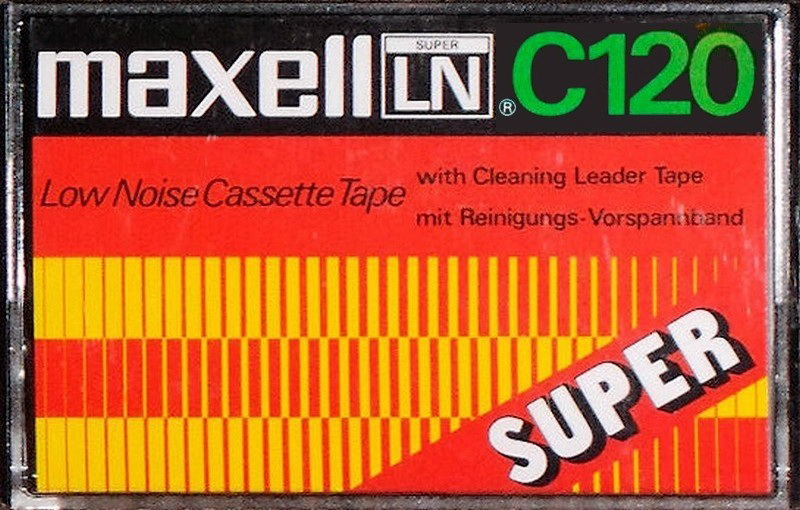 maxell SUPER LN ® C120
Low Noise Cassette Tape
with Cleaning Leader Tape
mit Reinigungs-Vorspannband
SUPER